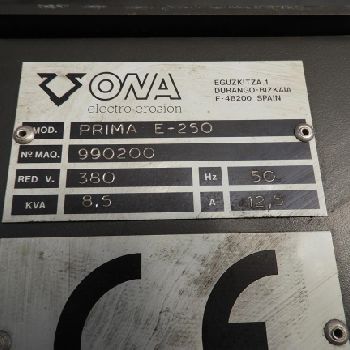 ONA
electro-erosion
EGUZKITZA 1
DURANGO-BIZKAIA
E-48200 SPAIN
MOD. PRIMA E-250
Nº MAQ. 990200
RED V. 380 Hz 50
KVA 8,5 A 12,5
CE